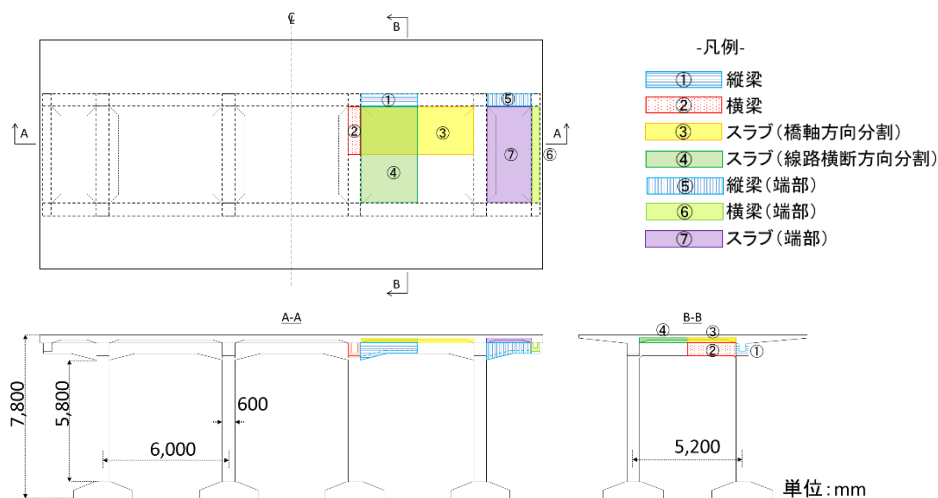 ℄
B
-凡例-
① 縦梁
② 横梁
③ スラブ(橋軸方向分割)
④ スラブ(線路横断方向分割)
⑤ 縦梁(端部)
⑥ 横梁(端部)
⑦ スラブ(端部)
①
⑤
②
③
A
A
⑥
⑦
④
B
A-A
B-B
④
③
②
①
7,800
5,800
600
6,000
5,200
単位:mm